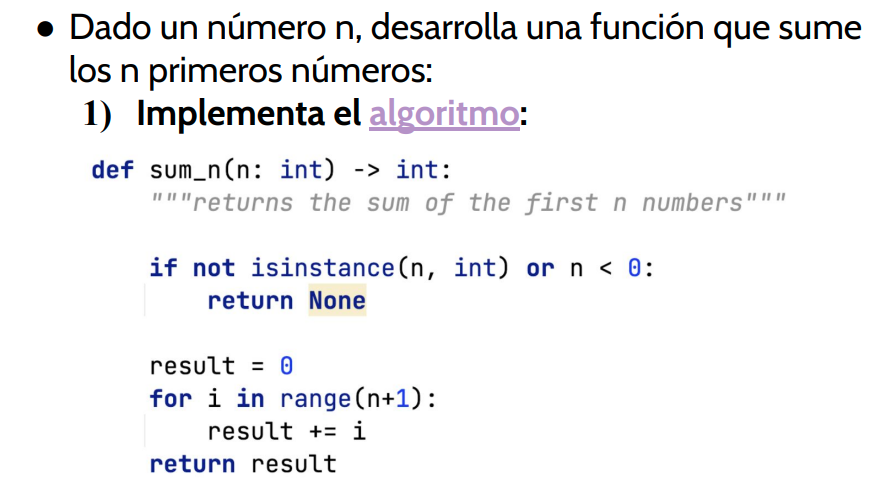 ● Dado un número n, desarrolla una función que sume
los n primeros números:
1) Implementa el algoritmo:
def sum_n(n: int) -> int:
    """returns the sum of the first n numbers"""
    if not isinstance(n, int) or n < 0:
        return None
    result = 0
    for i in range(n+1):
        result += i
    return result